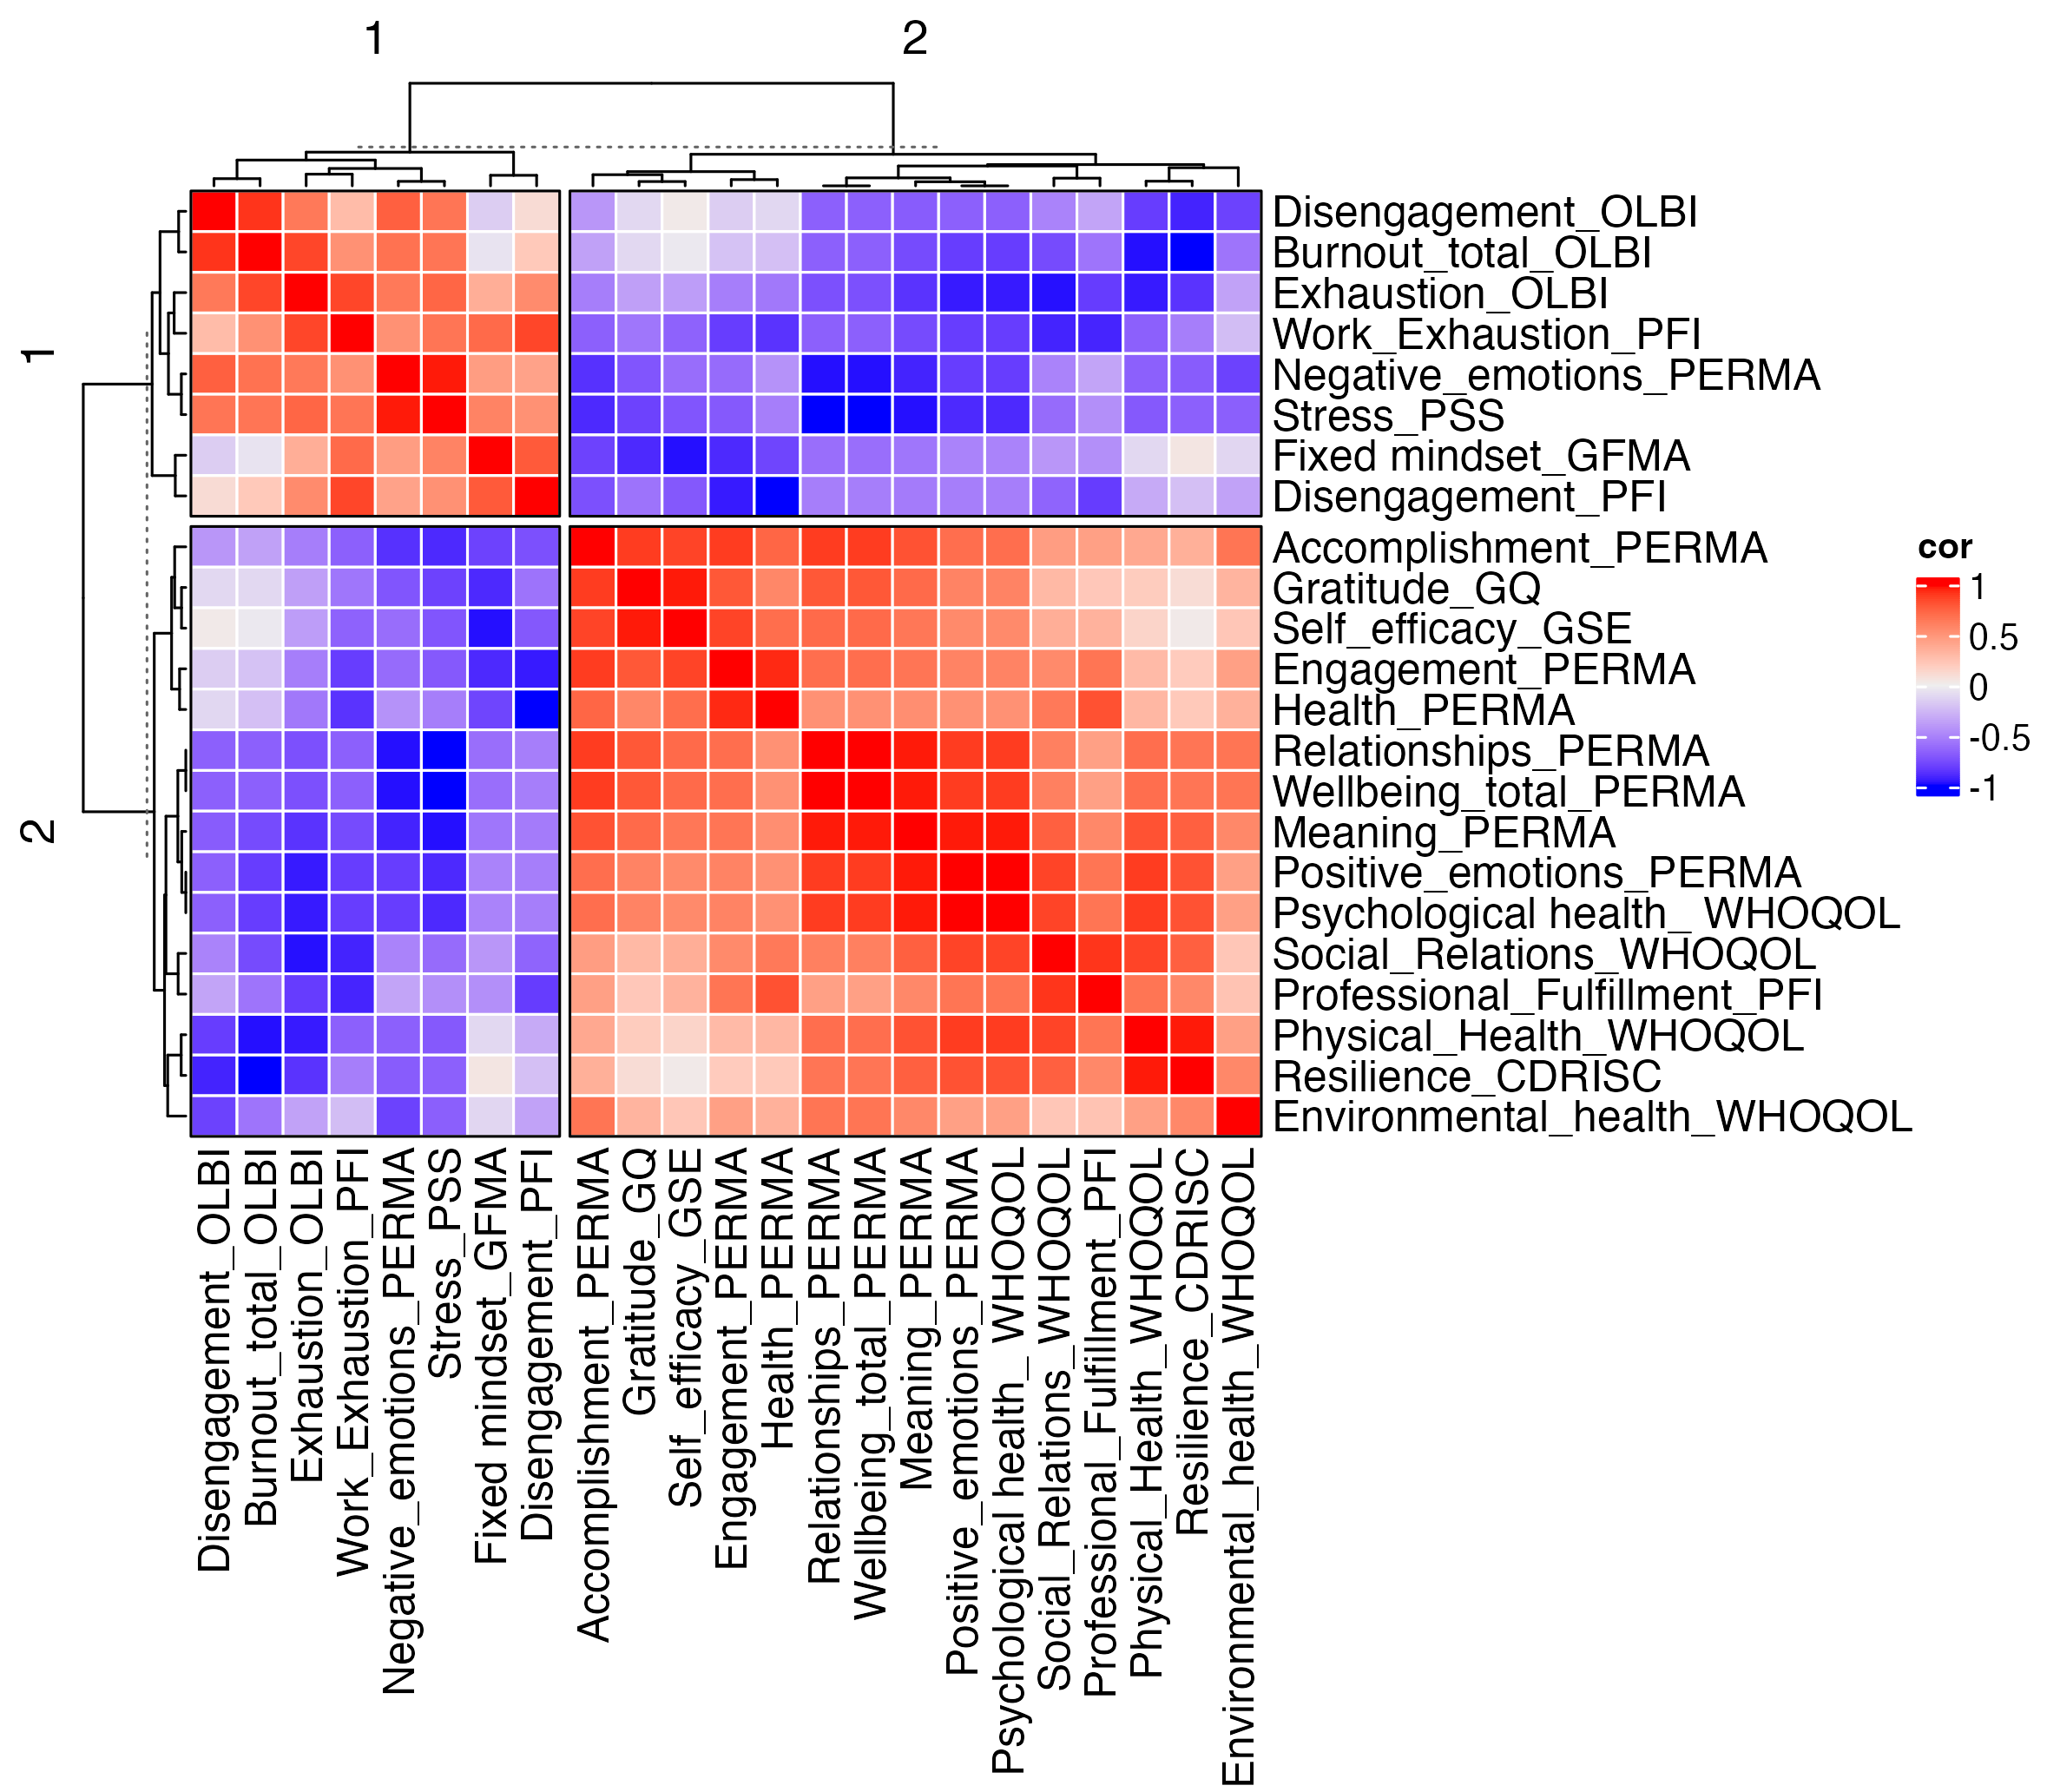 1
2
1
2
Disengagement_OLBI
Burnout_total_OLBI
Exhaustion_OLBI
Work_Exhaustion_PFI
Negative_emotions_PERMA
Stress_PSS
Fixed mindset_GFMA
Disengagement_PFI
Accomplishment_PERMA
Gratitude_GQ
Self_efficacy_GSE
Engagement_PERMA
Health_PERMA
Relationships_PERMA
Wellbeing_total_PERMA
Meaning_PERMA
Positive_emotions_PERMA
Psychological health_ WHOQOL
Social_Relations_WHOQOL
Professional_Fulfillment_PFI
Physical_Health_WHOQOL
Resilience_CDRISC
Environmental_health_WHOQOL
cor
1
0.5
0
-0.5
-1
Disengagement_OLBI
Burnout_total_OLBI
Exhaustion_OLBI
Work_Exhaustion_PFI
Negative_emotions_PERMA
Stress_PSS
Fixed mindset_GFMA
Disengagement_PFI
Accomplishment_PERMA
Gratitude_GQ
Self_efficacy_GSE
Engagement_PERMA
Health_PERMA
Relationships_PERMA
Wellbeing_total_PERMA
Meaning_PERMA
Positive_emotions_PERMA
Psychological health_ WHOQOL
Social_Relations_WHOQOL
Professional_Fulfillment_PFI
Physical_Health_WHOQOL
Resilience_CDRISC
Environmental_health_WHOQOL